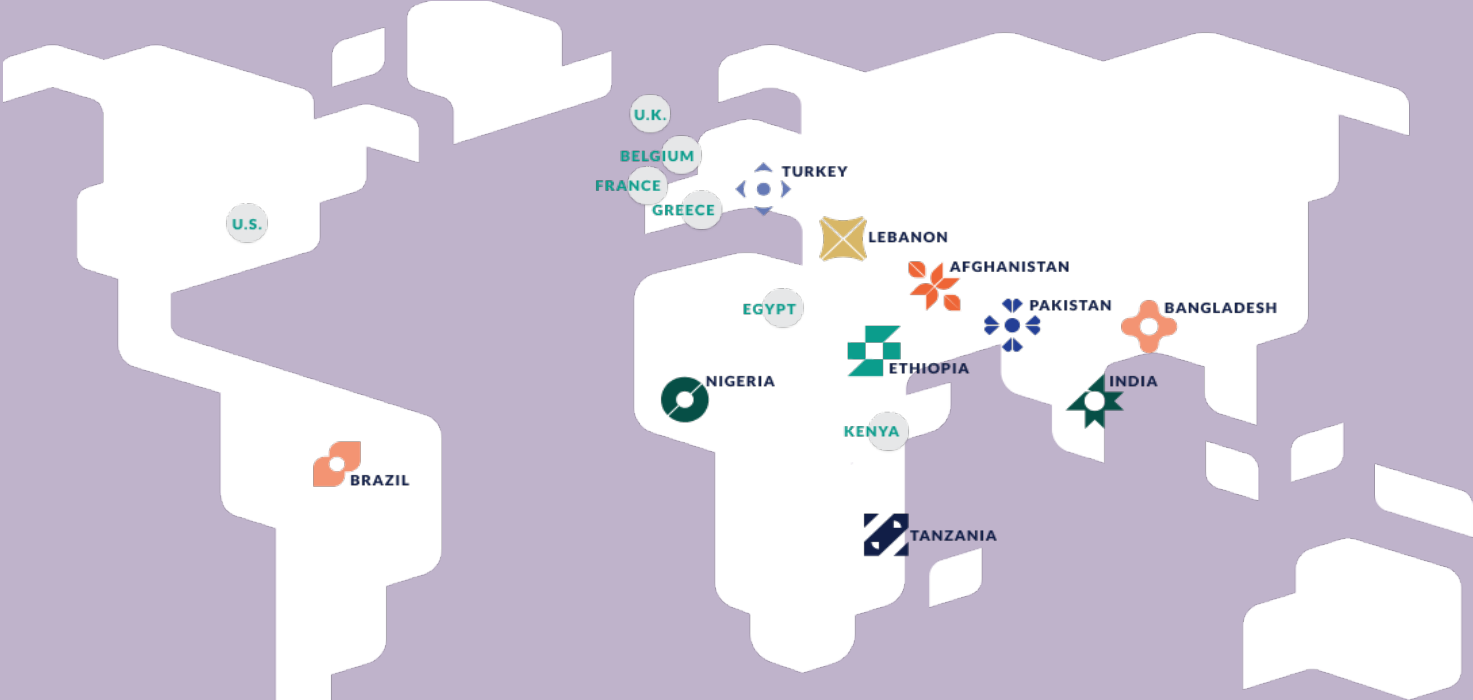 U.K.
BELGIUM
TURKEY
FRANCE
GREECE
U.S.
LEBANON
AFGHANISTAN
EGYPT
PAKISTAN
BANGLADESH
ETHIOPIA
NIGERIA
INDIA
KENYA
BRAZIL
TANZANIA